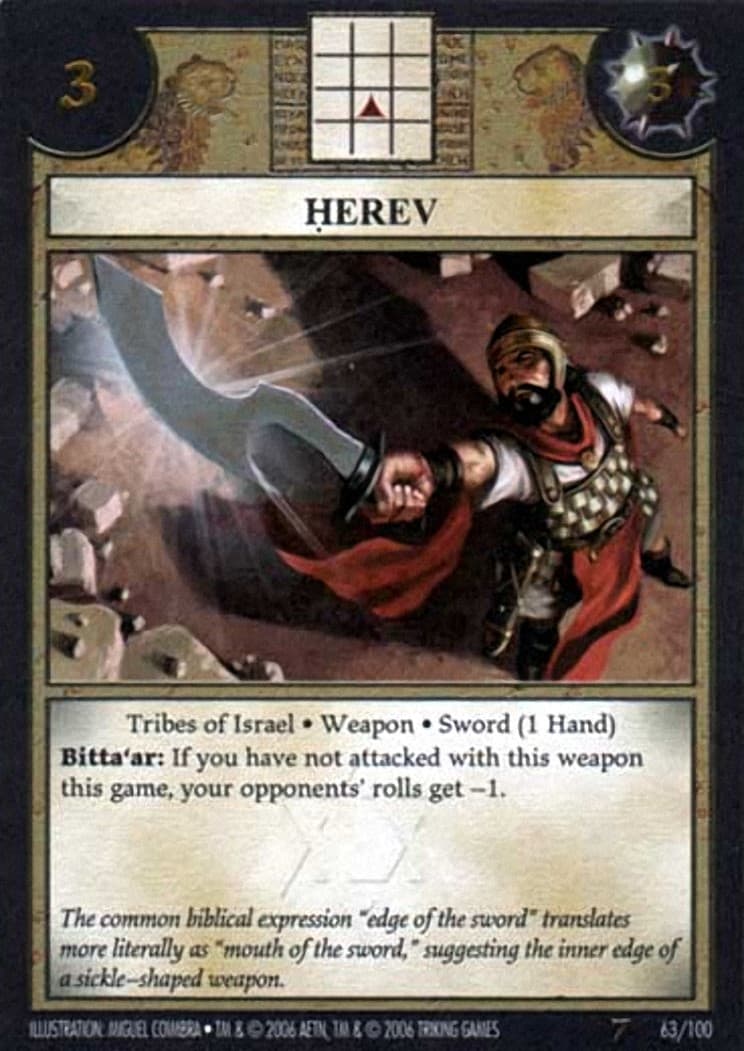 3
3
ḤEREV
Tribes of Israel • Weapon • Sword (1 Hand)
Bitta‘ar: If you have not attacked with this weapon
this game, your opponents’ rolls get –1.
The common biblical expression “edge of the sword” translates
more literally as “mouth of the sword,” suggesting the inner edge of
a sickle–shaped weapon.
ILLUSTRATION: MIGUEL COIMBRA • TM & © 2006 AETN, TM & © 2006 TRIKING GAMES
7 63/100